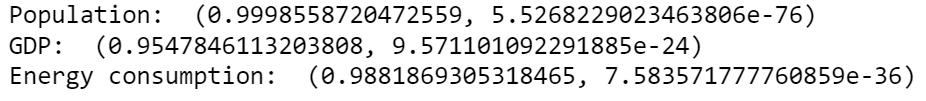 Population:  (0.9998558720472559, 5.5268229023463806e-76)
GDP:  (0.9547846113203808, 9.571101092291885e-24)
Energy consumption:  (0.9881869305318465, 7.583571777760859e-36)